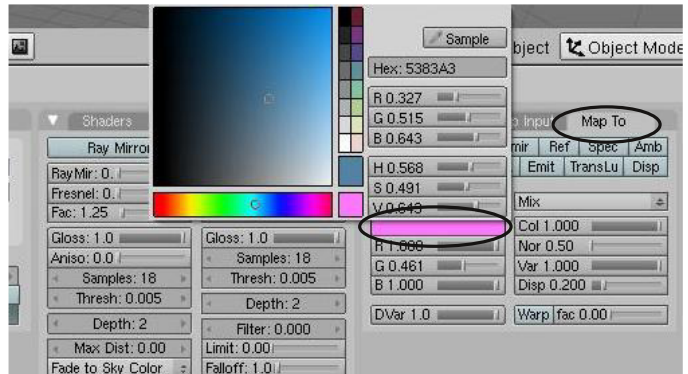 Sample
bject
Object Mode
Hex: 5383A3
R 0.327
G 0.515
B 0.643
H 0.568
S 0.491
V 0.643
Shaders
Ray Mirro
RayMir: 0.
Fresnel: 0.
Fac: 1.25
Gloss: 1.0
Aniso: 0.0
Samples: 18
Thresh: 0.005
Depth: 2
Max Dist: 0.00
Fade to Sky Color
Gloss: 1.0
Samples: 18
Thresh: 0.005
Depth: 2
Filter: 0.000
Limit: 0.00
Falloff: 1.0
R 1.000
G 0.461
B 1.000
DVar 1.0
p Input
Map To
mir Ref Spec Amb
Emit TransLu Disp
Mix
Col 1.000
Nor 0.50
Var 1.000
Disp 0.200
Warp fac 0.00